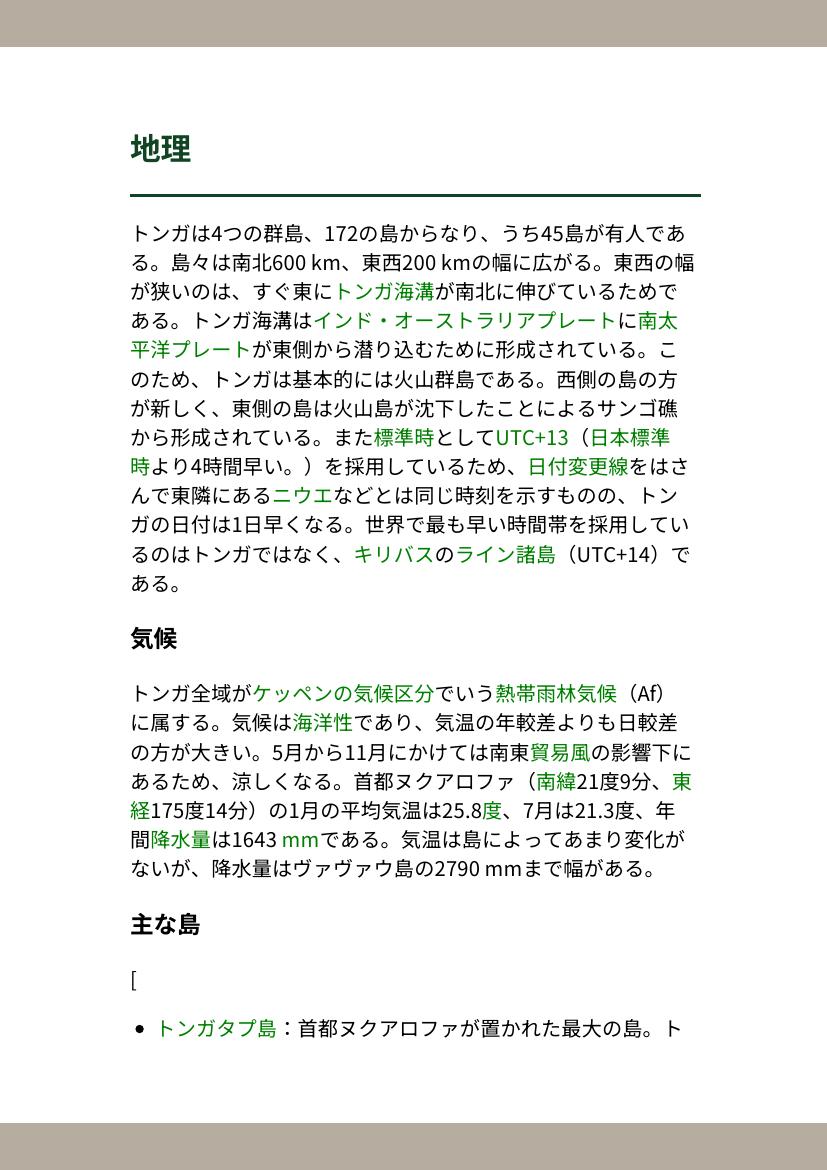 地理
トンガは4つの群島、172の島からなり、うち45島が有人であ
る。島々は南北600 km、東西200 kmの幅に広がる。東西の幅
が狭いのは、すぐ東にトンガ海溝が南北に伸びているためで
ある。トンガ海溝はインド・オーストラリアプレートに南太
平洋プレートが東側から潜り込むために形成されている。こ
のため、トンガは基本的には火山群島である。西側の島の方
が新しく、東側の島は火山島が沈下したことによるサンゴ礁
から形成されている。また標準時としてUTC+13（日本標準
時より4時間早い。）を採用しているため、日付変更線をはさ
んで東隣にあるニウエなどとは同じ時刻を示すものの、トン
ガの日付は1日早くなる。世界で最も早い時間帯を採用してい
るのはトンガではなく、キリバスのライン諸島（UTC+14）で
ある。
気候
トンガ全域がケッペンの気候区分でいう熱帯雨林気候（Af）
に属する。気候は海洋性であり、気温の年較差よりも日較差
の方が大きい。5月から11月にかけては南東貿易風の影響下に
あるため、涼しくなる。首都ヌクアロファ（南緯21度9分、東
経175度14分）の1月の平均気温は25.8度、7月は21.3度、年
間降水量は1643 mmである。気温は島によってあまり変化が
ないが、降水量はヴァヴァウ島の2790 mmまで幅がある。
主な島
[
• トンガタプ島：首都ヌクアロファが置かれた最大の島。ト